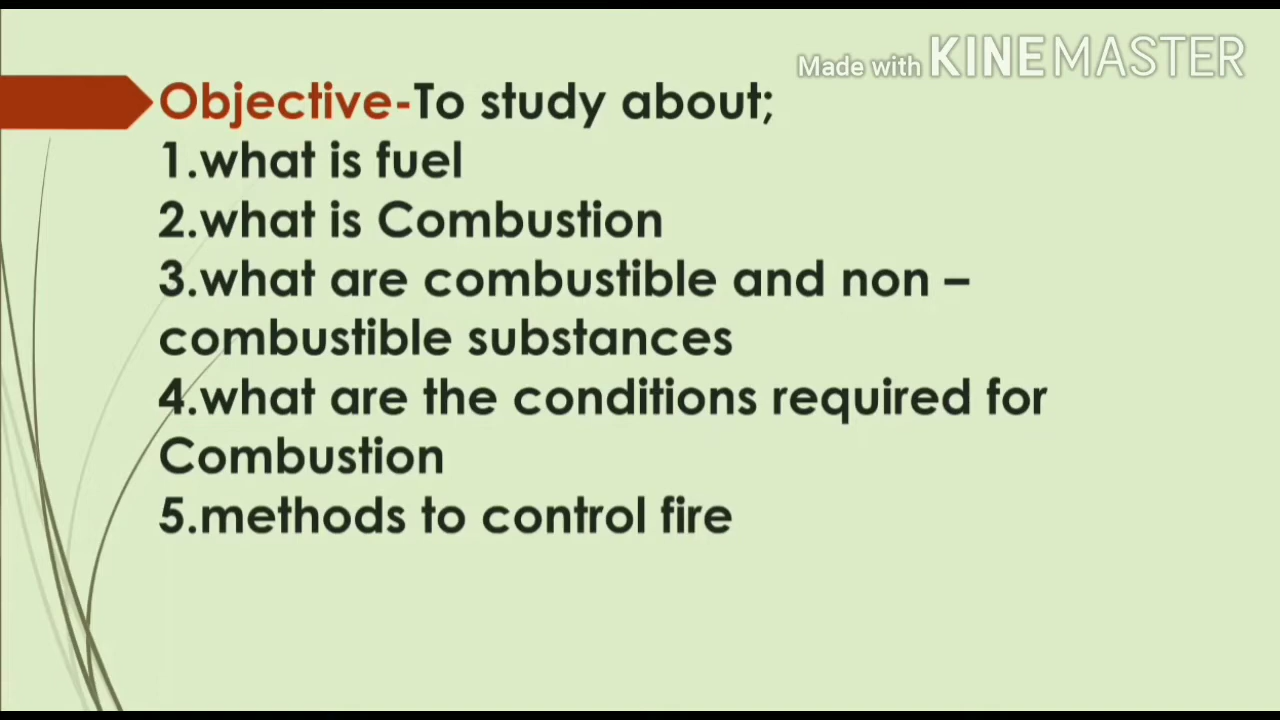 Made with KINEMASTER
Objective-To study about;
1.what is fuel
2.what is Combustion
3.what are combustible and non –
combustible substances
4.what are the conditions required for
Combustion
5.methods to control fire